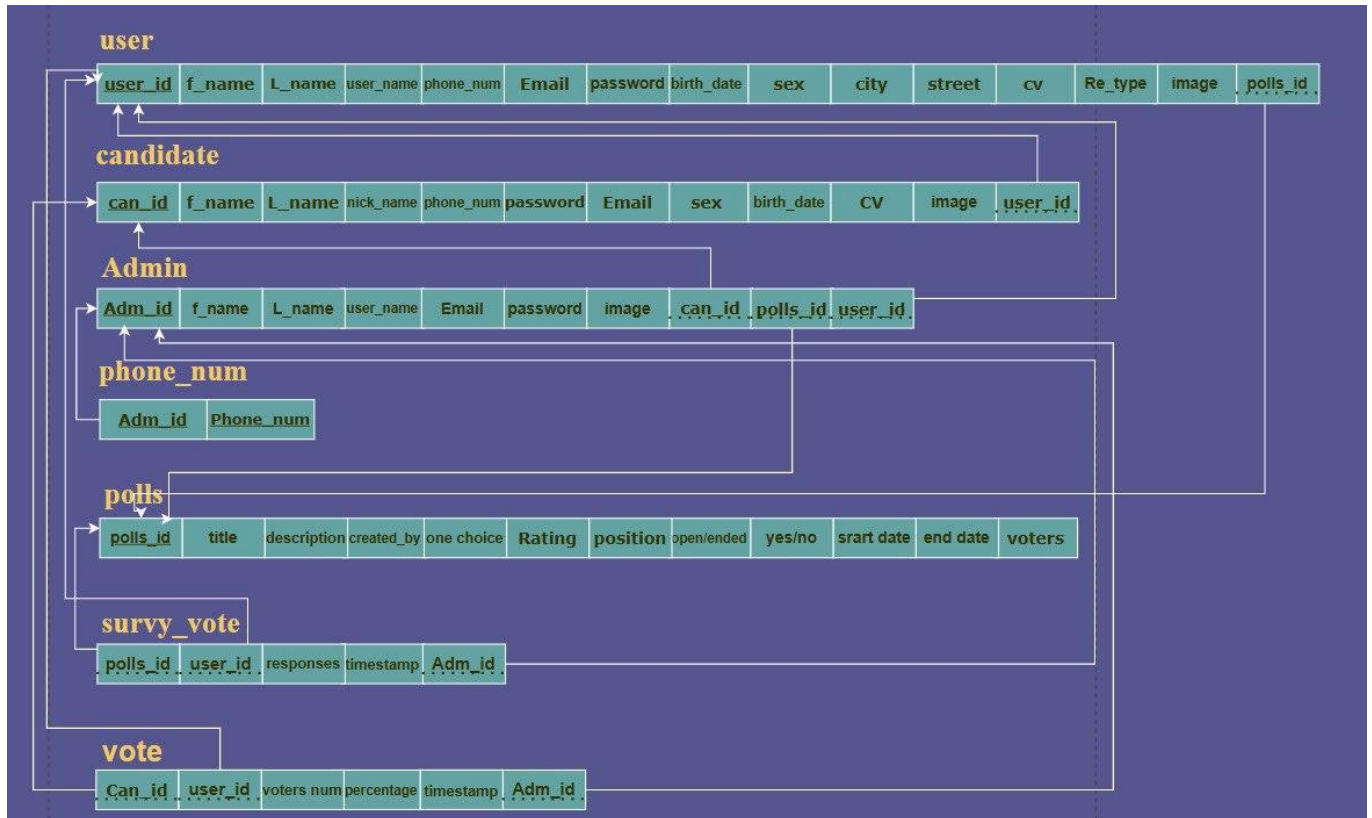 user
user_id f_name L_name user_name phone_num Email password birth_date sex city street cv Re_type image polls_id
candidate
can_id f_name L_name nick_name phone_num password Email sex birth_date CV image user_id
Admin
Adm_id f_name L_name user_name Email password image can_id polls_id user_id
phone_num
Adm_id Phone_num
polls
polls_id title description created_by one choice Rating position open/ended yes/no srart date end date voters
survy_vote
polls_id user_id responses timestamp Adm_id
vote
Can_id user_id voters num percentage timestamp Adm_id